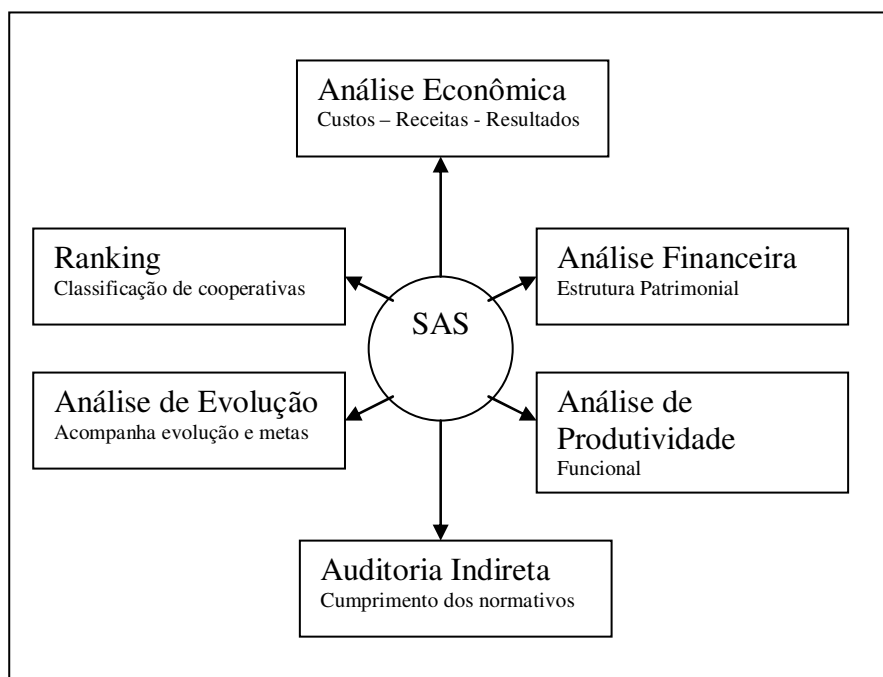 Análise Econômica
Custos – Receitas - Resultados
Ranking
Classificação de cooperativas
Análise Financeira
Estrutura Patrimonial
SAS
Análise de Evolução
Acompanha evolução e metas
Análise de
Produtividade
Funcional
Auditoria Indireta
Cumprimento dos normativos